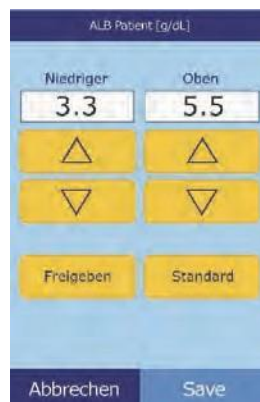 ALB Patient [g/dL]
Niedriger Oben
3.3 5.5
Freigeben Standard
Abbrechen Save